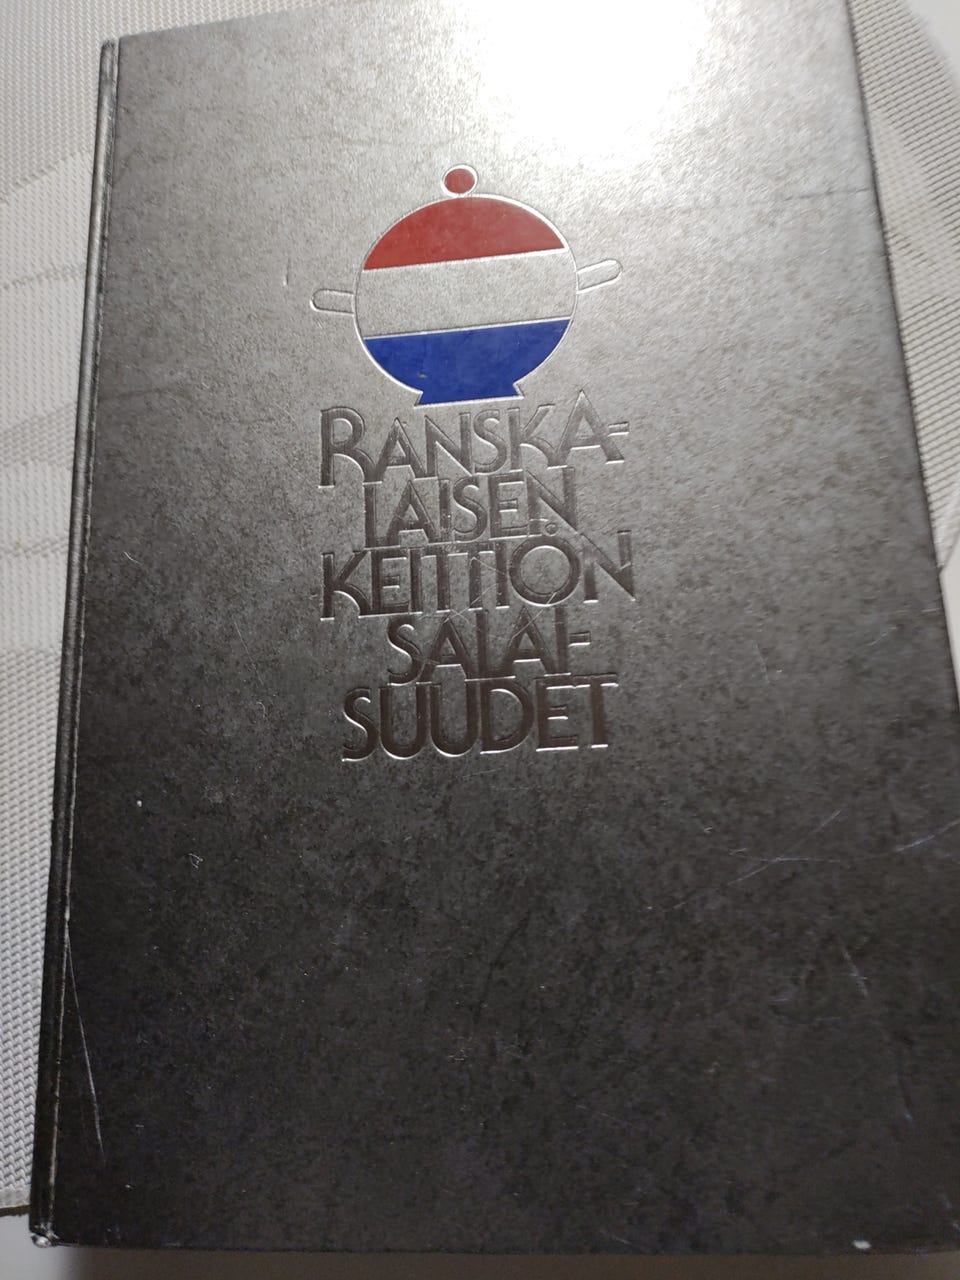 RANSKA-
LAISEN
KEITTIÖN
SALAI-
SUUDET